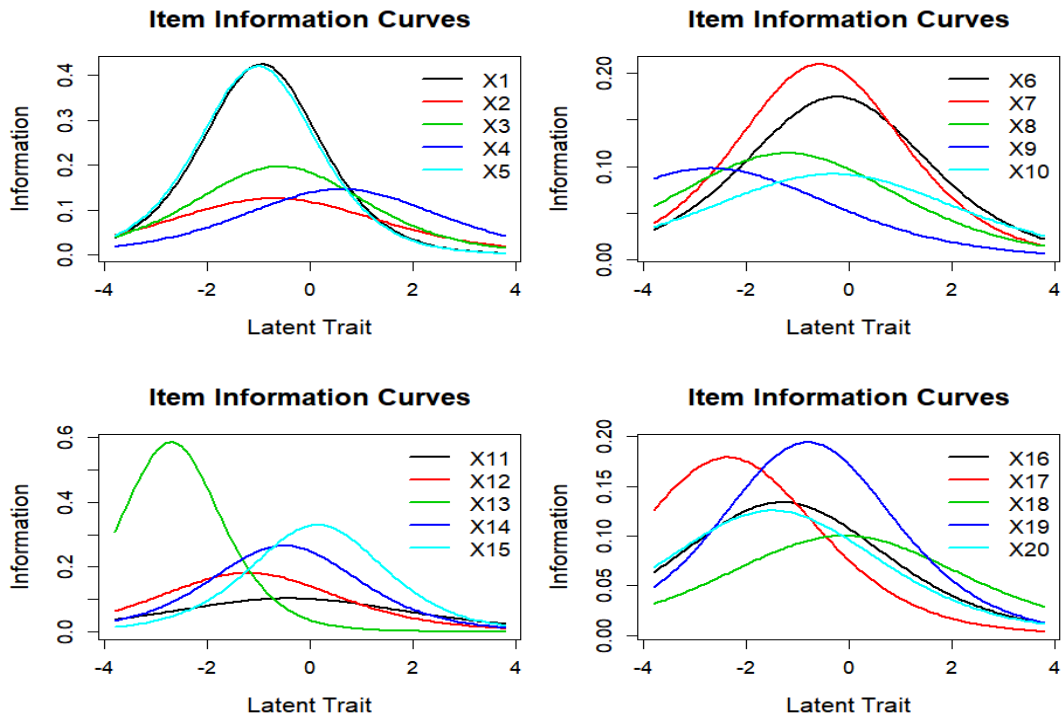 Item Information Curves
Information
0.0 0.1 0.2 0.3 0.4
X1
X2
X3
X4
X5
-4 -2 0 2 4
Latent Trait
Item Information Curves
Information
0.00 0.10 0.20
X6
X7
X8
X9
X10
-4 -2 0 2 4
Latent Trait
Item Information Curves
Information
0.0 0.2 0.4 0.6
X11
X12
X13
X14
X15
-4 -2 0 2 4
Latent Trait
Item Information Curves
Information
0.00 0.05 0.10 0.15 0.20
X16
X17
X18
X19
X20
-4 -2 0 2 4
Latent Trait